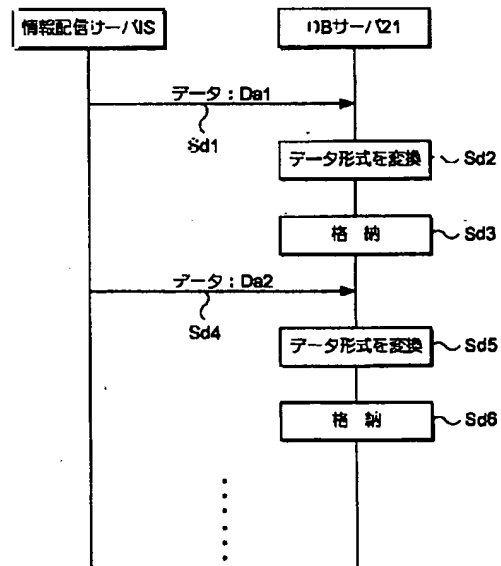 情報配信サーバIS
DBサーバ21
データ:Da1
Sd1
データ形式を変換
Sd2
格 納
Sd3
データ:Da2
Sd4
データ形式を変換
Sd5
格 納
Sd6